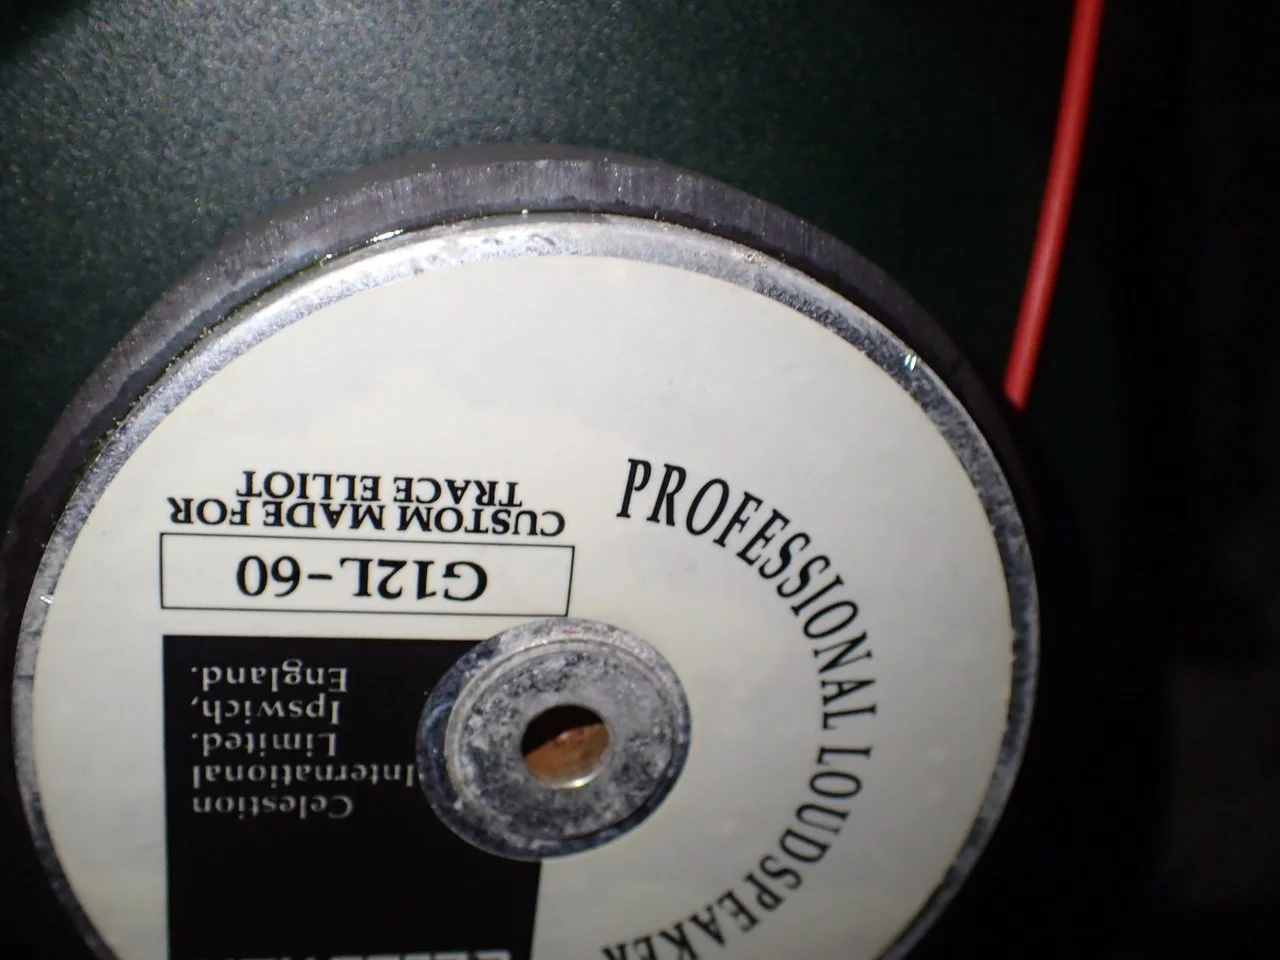 Celestion
International
Limited.
Ipswich,
England.
G12L-60
CUSTOM MADE FOR
TRACE ELLIOT
PROFESSIONAL LOUDSPEAKER